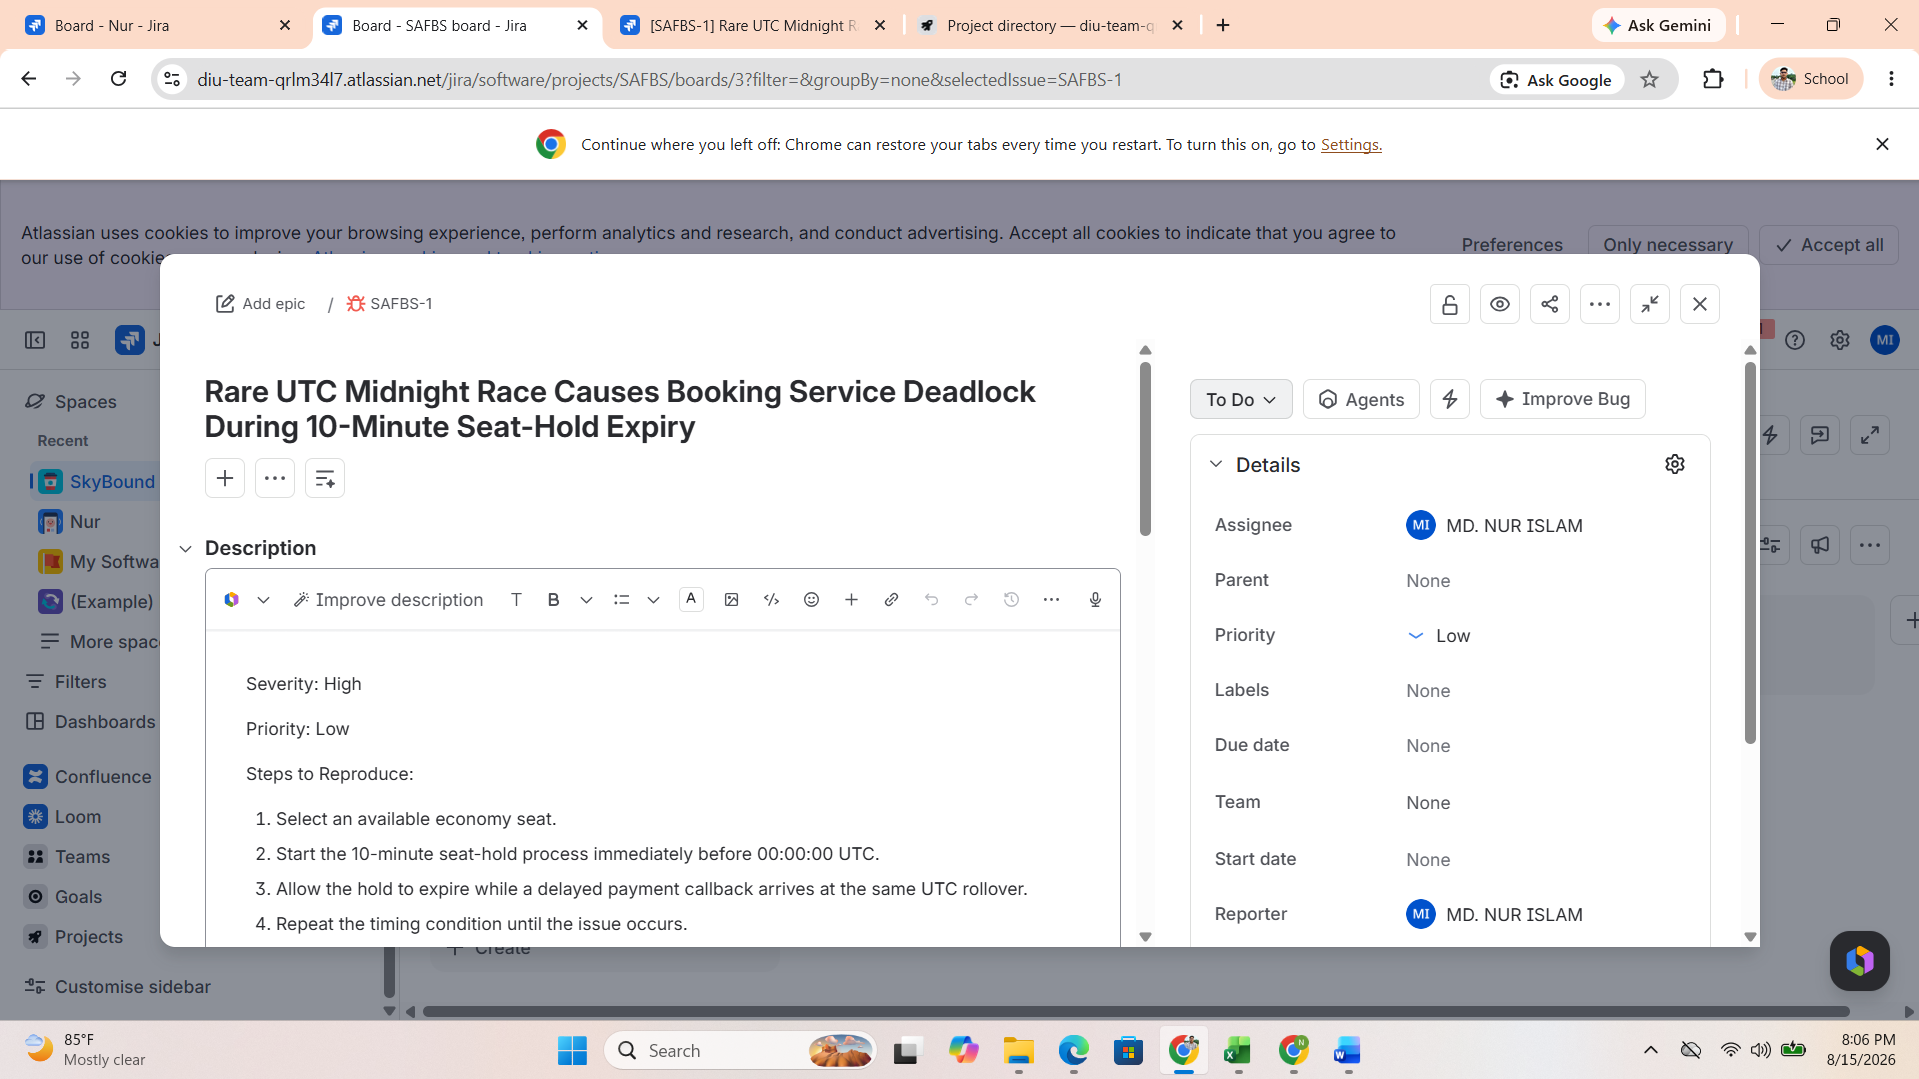 Board - Nur - Jira
Board - SAFBS board - Jira
[SAFBS-1] Rare UTC Midnight R
Project directory — diu-team-q
Ask Gemini
diu-team-qrlm34l7.atlassian.net/jira/software/projects/SAFBS/boards/3?filter=&groupBy=none&selectedIssue=SAFBS-1
Ask Google
School
Continue where you left off: Chrome can restore your tabs every time you restart. To turn this on, go to Settings.
Atlassian uses cookies to improve your browsing experience, perform analytics and research, and conduct advertising. Accept all cookies to indicate that you agree to
our use of cookie
Preferences
Only necessary
Accept all
Add epic / SAFBS-1
MI
Spaces
Recent
SkyBound
Nur
My Softwa
(Example)
More spac
Filters
Dashboards
Confluence
Loom
Teams
Goals
Projects
Customise sidebar
Rare UTC Midnight Race Causes Booking Service Deadlock
During 10-Minute Seat-Hold Expiry
Description
Improve description
T B A
Severity: High
Priority: Low
Steps to Reproduce:
1. Select an available economy seat.
2. Start the 10-minute seat-hold process immediately before 00:00:00 UTC.
3. Allow the hold to expire while a delayed payment callback arrives at the same UTC rollover.
4. Repeat the timing condition until the issue occurs.
Create
To Do
Agents
Improve Bug
Details
Assignee MI MD. NUR ISLAM
Parent None
Priority Low
Labels None
Due date None
Team None
Start date None
Reporter MI MD. NUR ISLAM
85°F
Mostly clear
Search
8:06 PM
8/15/2026